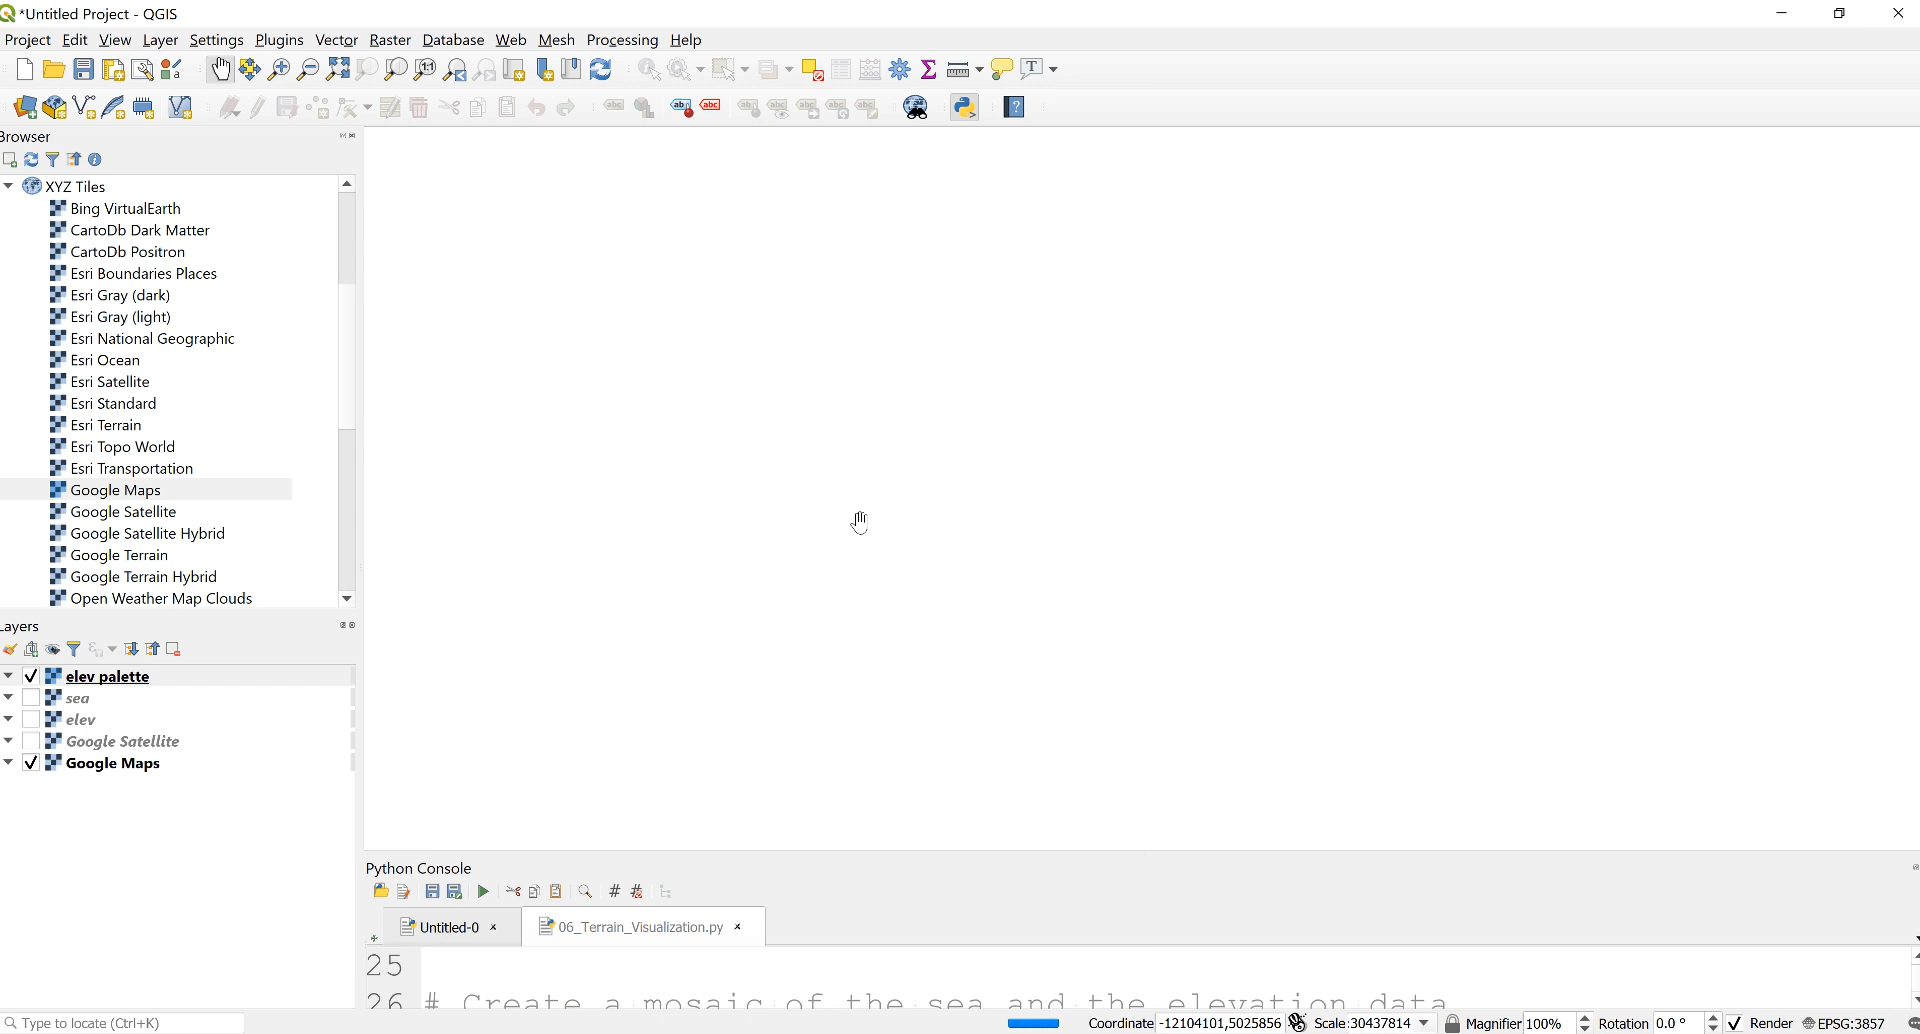 *Untitled Project - QGIS
Project Edit View Layer Settings Plugins Vector Raster Database Web Mesh Processing Help
Browser
XYZ Tiles
Bing VirtualEarth
CartoDb Dark Matter
CartoDb Positron
Esri Boundaries Places
Esri Gray (dark)
Esri Gray (light)
Esri National Geographic
Esri Ocean
Esri Satellite
Esri Standard
Esri Terrain
Esri Topo World
Esri Transportation
Google Maps
Google Satellite
Google Satellite Hybrid
Google Terrain
Google Terrain Hybrid
Open Weather Map Clouds
Layers
elev palette
sea
elev
Google Satellite
Google Maps
Python Console
Untitled-0
06_Terrain_Visualization.py
25
26 # Create a mosaic of the sea and the elevation data
Type to locate (Ctrl+K)
Coordinate -12104101,5025856 Scale 1:30437814 Magnifier 100% Rotation 0.0 ° Render EPSG:3857